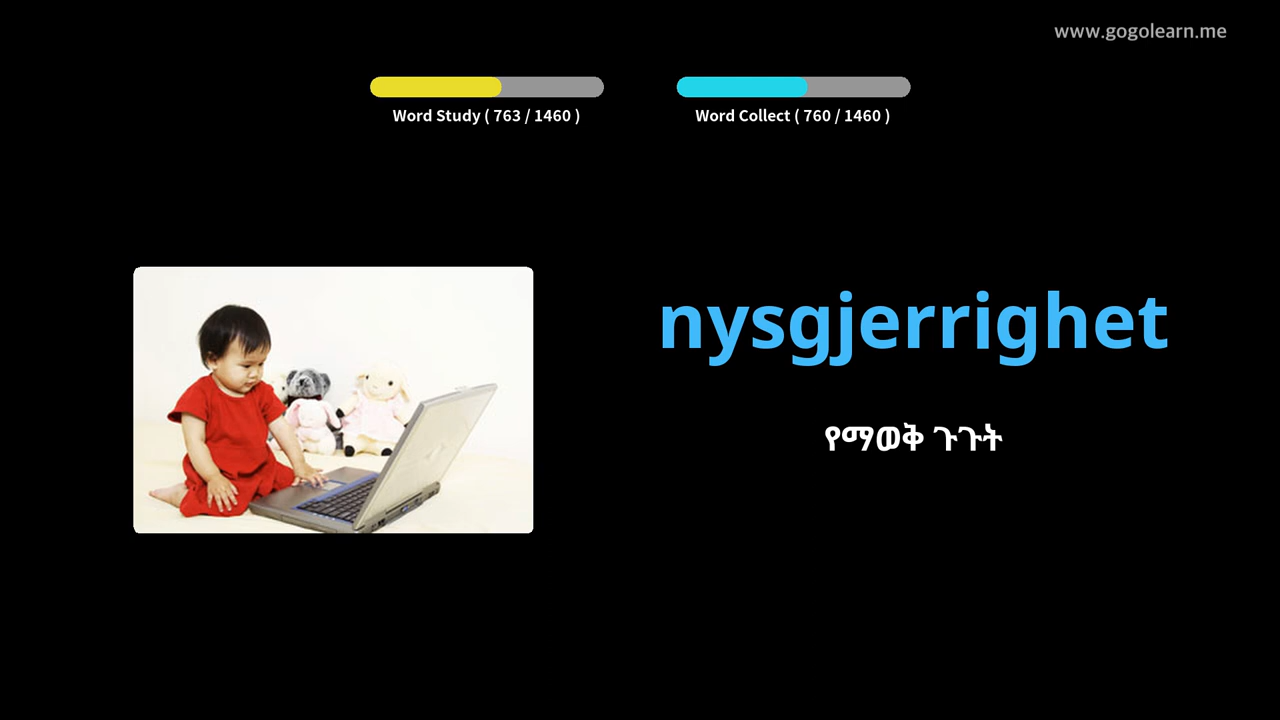 www.gogolearn.me
Word Study ( 763 / 1460 )
Word Collect ( 760 / 1460 )
nysgjerrighet
የማወቅ ጉጉት